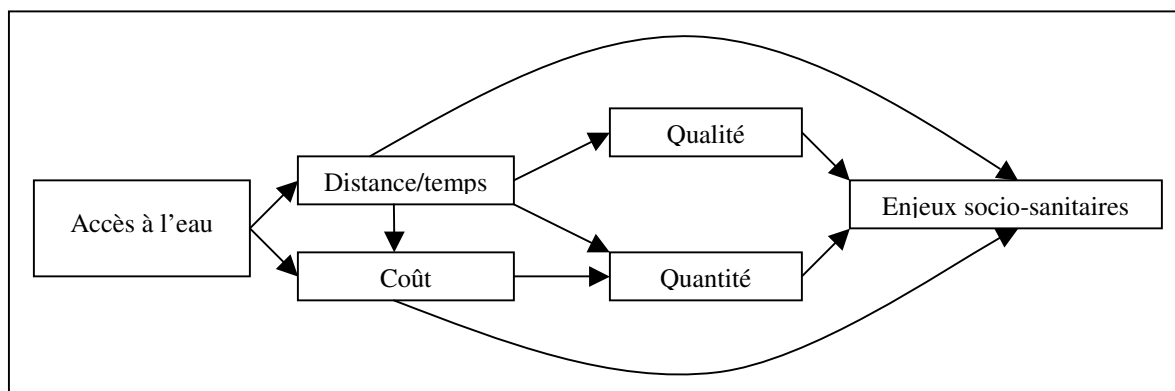 Accès à l’eau
Distance/temps
Coût
Qualité
Quantité
Enjeux socio-sanitaires